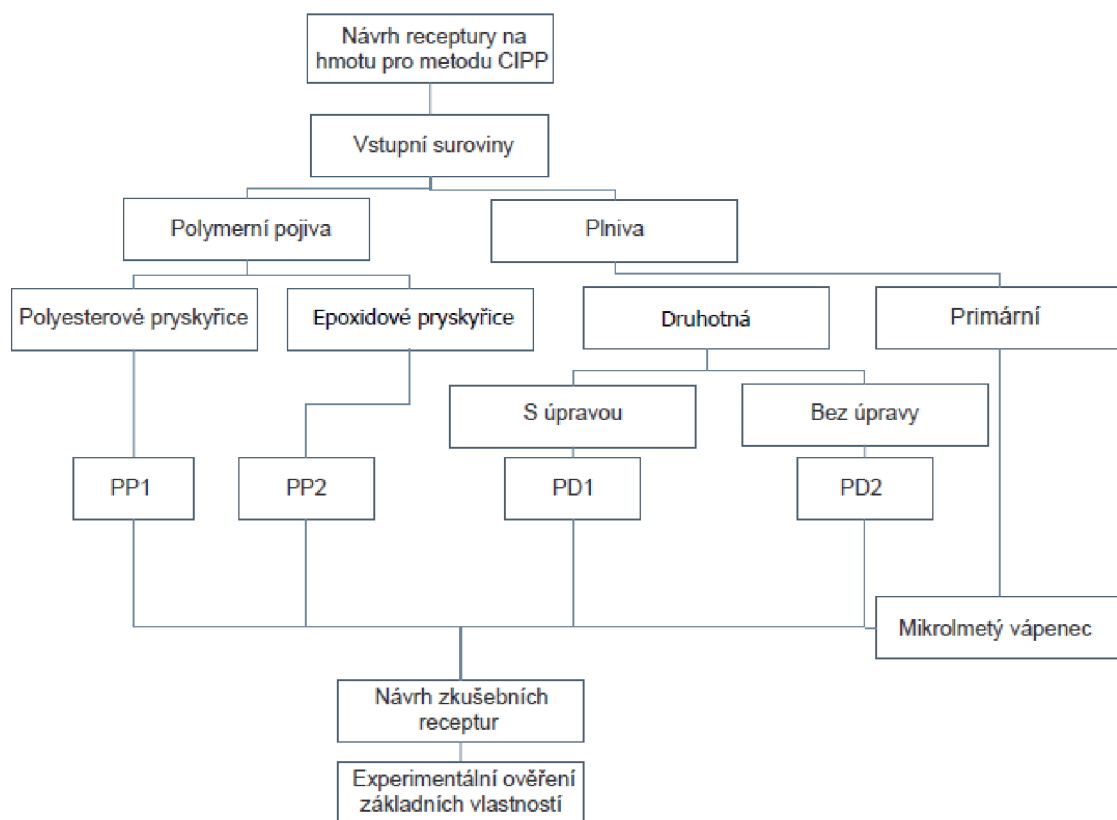 Návrh receptury na
hmotu pro metodu CIPP
Vstupní suroviny
Polymerní pojiva
Plniva
Polyesterové pryskyřice
Epoxidové pryskyřice
Druhotná
Primární
S úpravou
Bez úpravy
PP1
PP2
PD1
PD2
Mikrolmetý vápenec
Návrh zkušebních
receptur
Experimentální ověření
základních vlastností